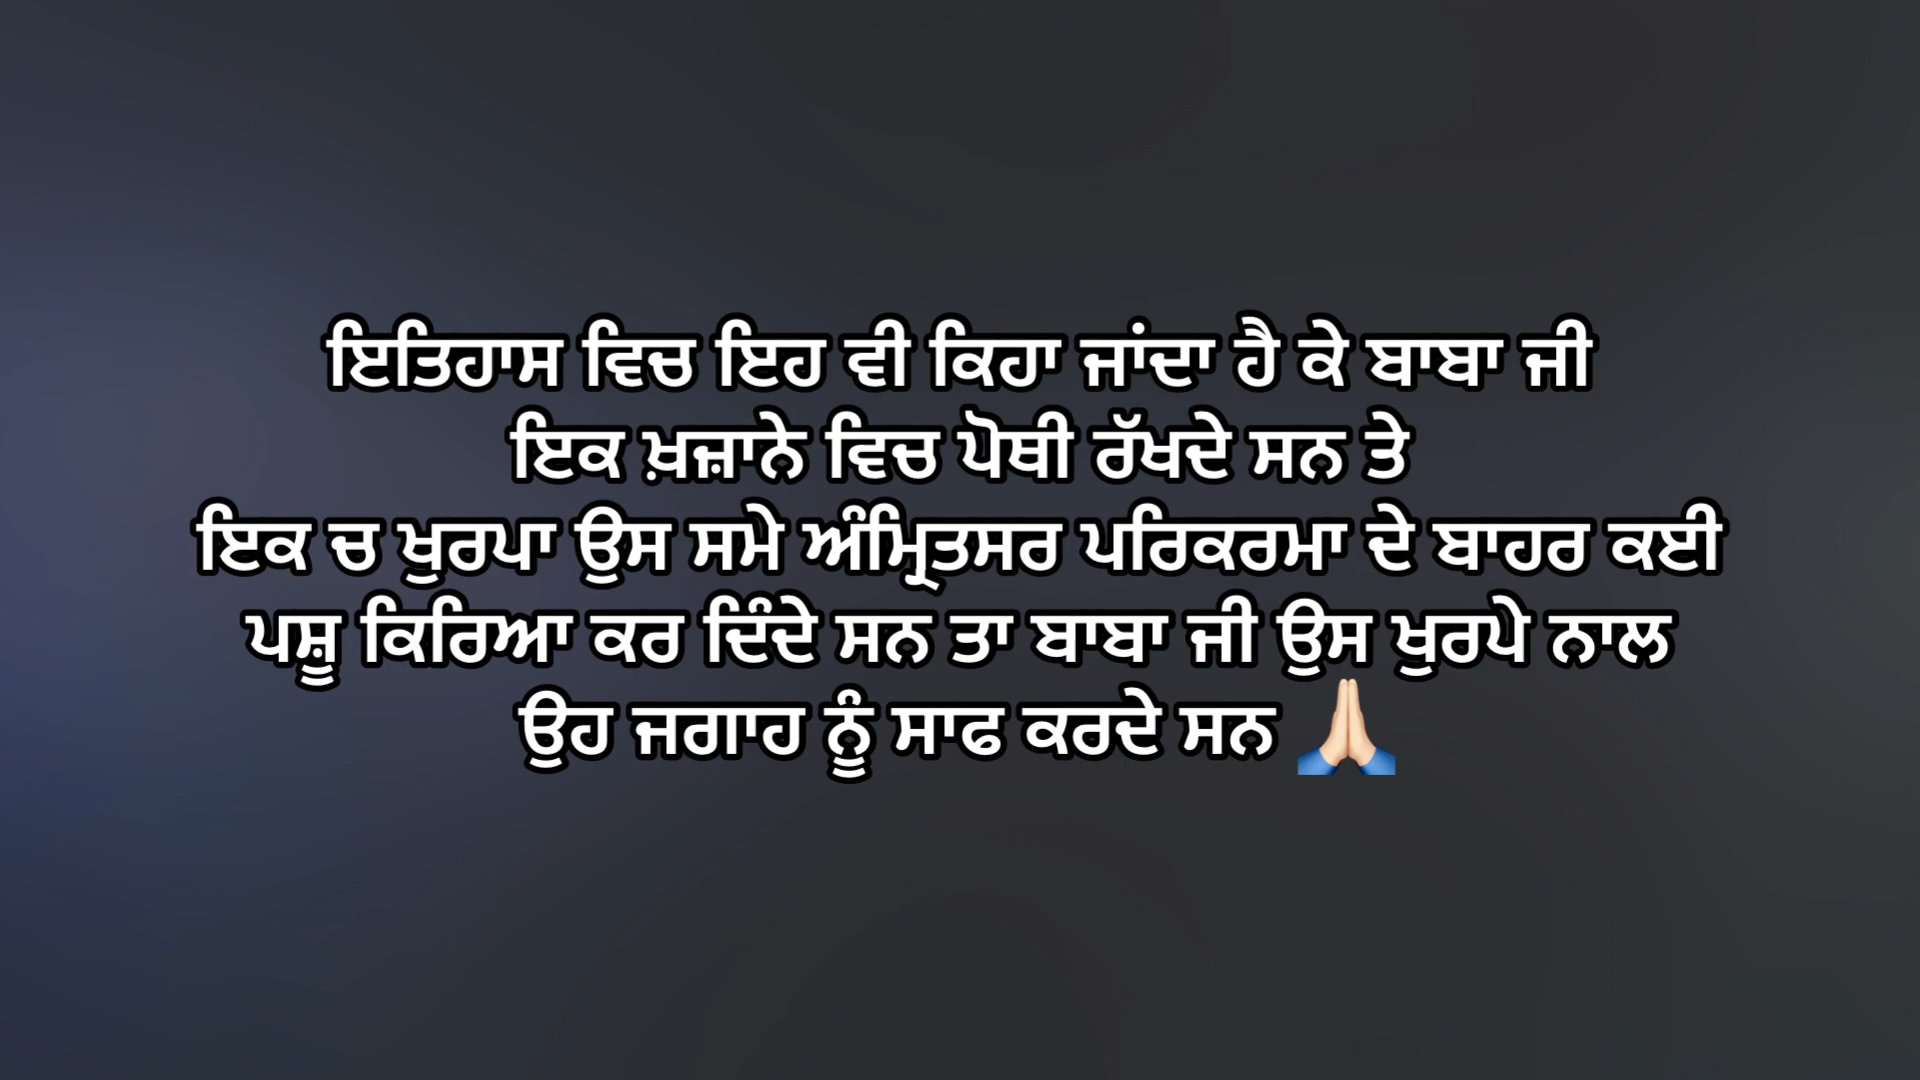 ਇਤਿਹਾਸ ਵਿਚ ਇਹ ਵੀ ਕਿਹਾ ਜਾਂਦਾ ਹੈ ਕੇ ਬਾਬਾ ਜੀ
ਇਕ ਖ਼ਜ਼ਾਨੇ ਵਿਚ ਪੋਥੀ ਰੱਖਦੇ ਸਨ ਤੇ
ਇਕ ਚ ਖੁਰਪਾ ਉਸ ਸਮੇ ਅੰਮ੍ਰਿਤਸਰ ਪਰਿਕਰਮਾ ਦੇ ਬਾਹਰ ਕਈ
ਪਸ਼ੂ ਕਿਰਿਆ ਕਰ ਦਿੰਦੇ ਸਨ ਤਾ ਬਾਬਾ ਜੀ ਉਸ ਖੁਰਪੇ ਨਾਲ
ਉਹ ਜਗਾਹ ਨੂੰ ਸਾਫ ਕਰਦੇ ਸਨ 🙏🏻